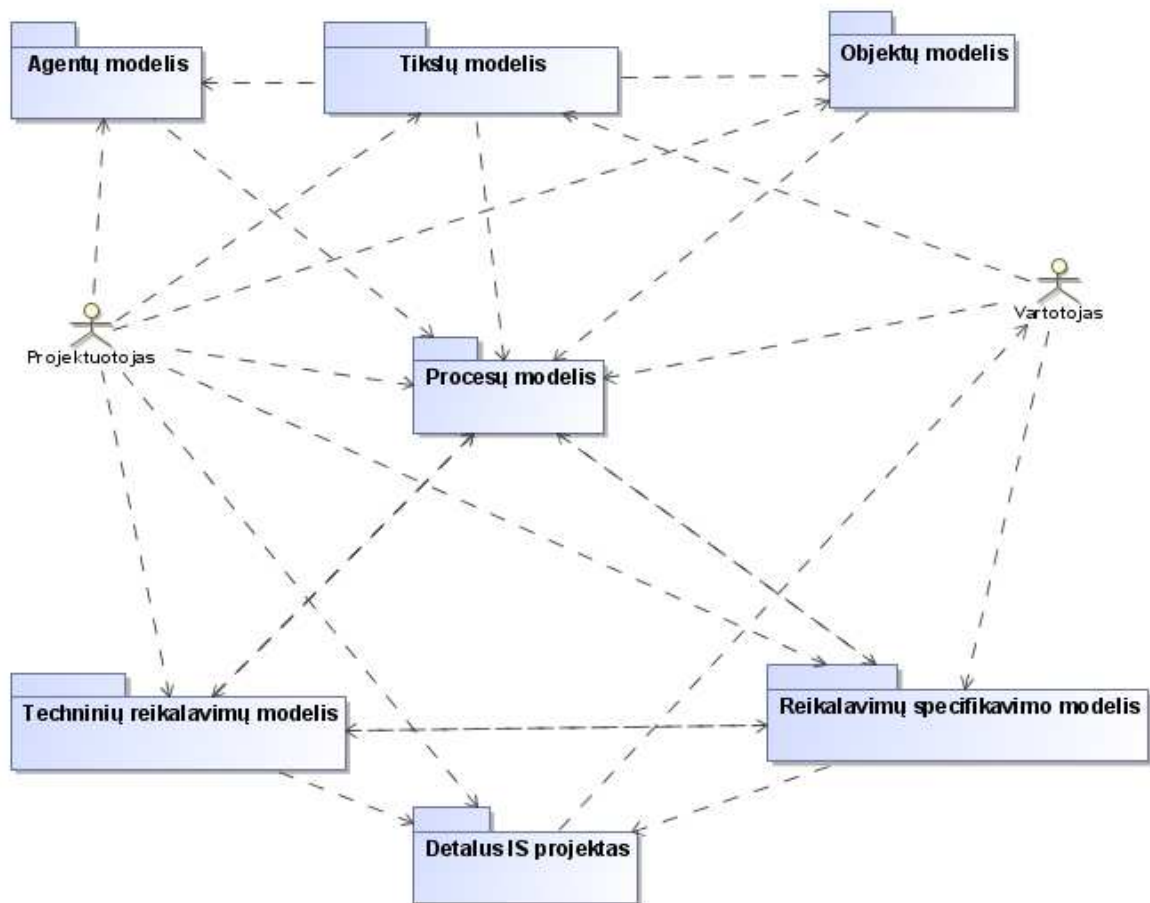 Agentų modelis
Tikslų modelis
Objektų modelis
Projektuotojas
Vartotojas
Procesų modelis
Techninių reikalavimų modelis
Reikalavimų specifikavimo modelis
Detalus IS projektas